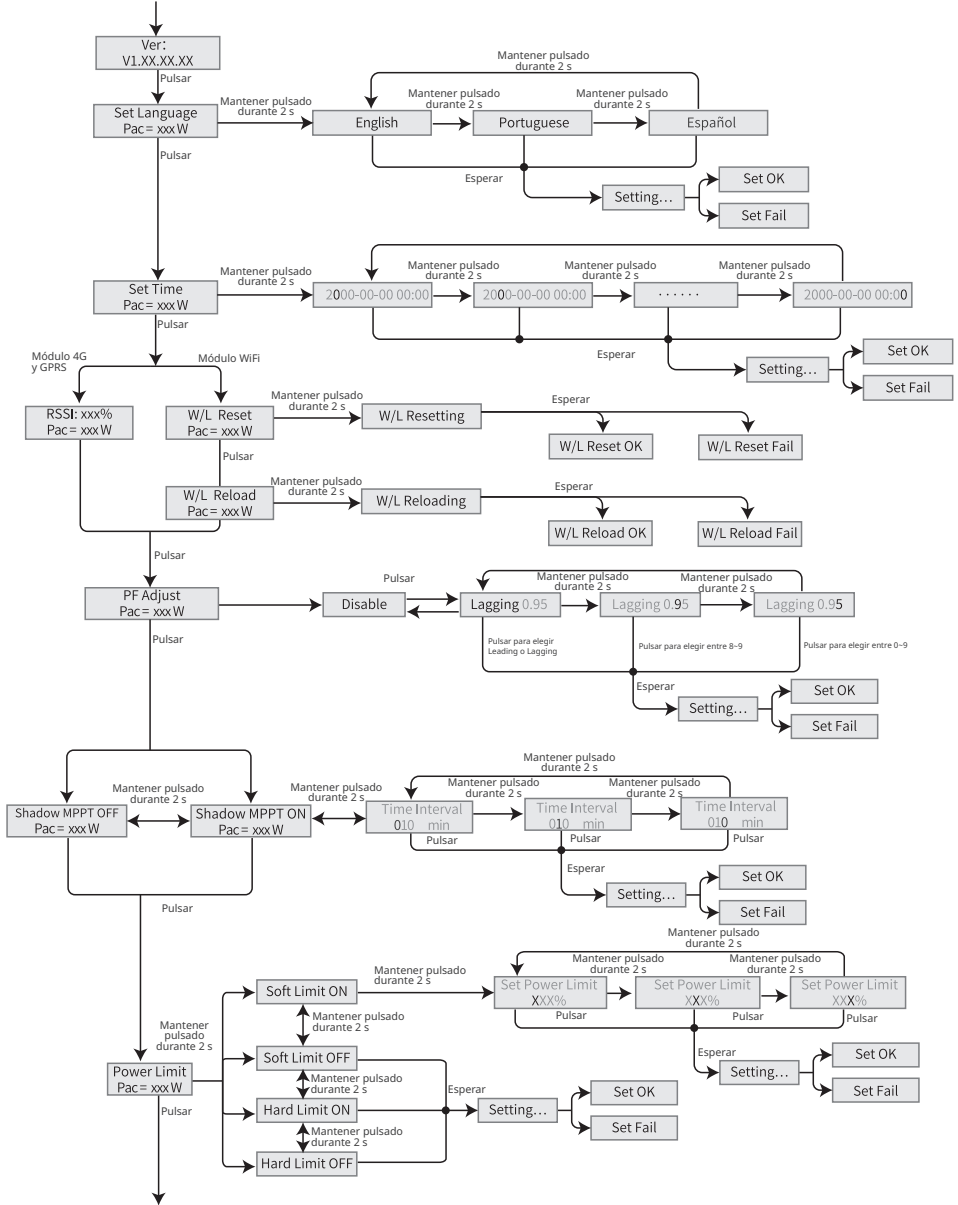 Ver:
V1.XX.XX.XX
Pulsar
Mantener pulsado
durante 2 s
Set Language
Pac= xxx W
Mantener pulsado
durante 2 s
English
Mantener pulsado
durante 2 s
Portuguese
Mantener pulsado
durante 2 s
Español
Pulsar
Esperar
Setting...
Set OK
Set Fail
Set Time
Pac= xxx W
Mantener pulsado
durante 2 s
2000-00-00 00:00
Mantener pulsado
durante 2 s
2000-00-00 00:00
Mantener pulsado
durante 2 s
······
Mantener pulsado
durante 2 s
2000-00-00 00:00
Pulsar
Esperar
Setting...
Set OK
Set Fail
Módulo 4G
y GPRS
Módulo WiFi
RSSI: xxx%
Pac= xxx W
W/L Reset
Pac= xxx W
Mantener pulsado
durante 2 s
W/L Resetting
Esperar
W/L Reset OK
W/L Reset Fail
Pulsar
W/L Reload
Pac= xxx W
Mantener pulsado
durante 2 s
W/L Reloading
Esperar
W/L Reload OK
W/L Reload Fail
Pulsar
PF Adjust
Pac= xxx W
Disable
Pulsar
Lagging 0.95
Mantener pulsado
durante 2 s
Lagging 0.95
Mantener pulsado
durante 2 s
Lagging 0.95
Pulsar
Pulsar para elegir
Leading o Lagging
Pulsar para elegir entre 8~9
Pulsar para elegir entre 0~9
Esperar
Setting...
Set OK
Set Fail
Mantener pulsado
durante 2 s
Shadow MPPT OFF
Pac= xxx W
Mantener pulsado
durante 2 s
Shadow MPPT ON
Pac= xxx W
Mantener pulsado
durante 2 s
Time Interval
010 min
Mantener pulsado
durante 2 s
Time Interval
010 min
Mantener pulsado
durante 2 s
Time Interval
010 min
Pulsar
Pulsar
Pulsar
Esperar
Setting...
Set OK
Set Fail
Pulsar
Mantener pulsado
durante 2 s
Soft Limit ON
Mantener pulsado
durante 2 s
Set Power Limit
XXX%
Mantener pulsado
durante 2 s
Set Power Limit
XXX%
Mantener pulsado
durante 2 s
Set Power Limit
XXX%
Pulsar
Pulsar
Pulsar
Mantener pulsado
durante 2 s
Mantener
pulsado
durante 2 s
Soft Limit OFF
Esperar
Setting...
Set OK
Set Fail
Power Limit
Pac= xxx W
Mantener pulsado
durante 2 s
Hard Limit ON
Esperar
Setting...
Set OK
Set Fail
Pulsar
Mantener pulsado
durante 2 s
Hard Limit OFF